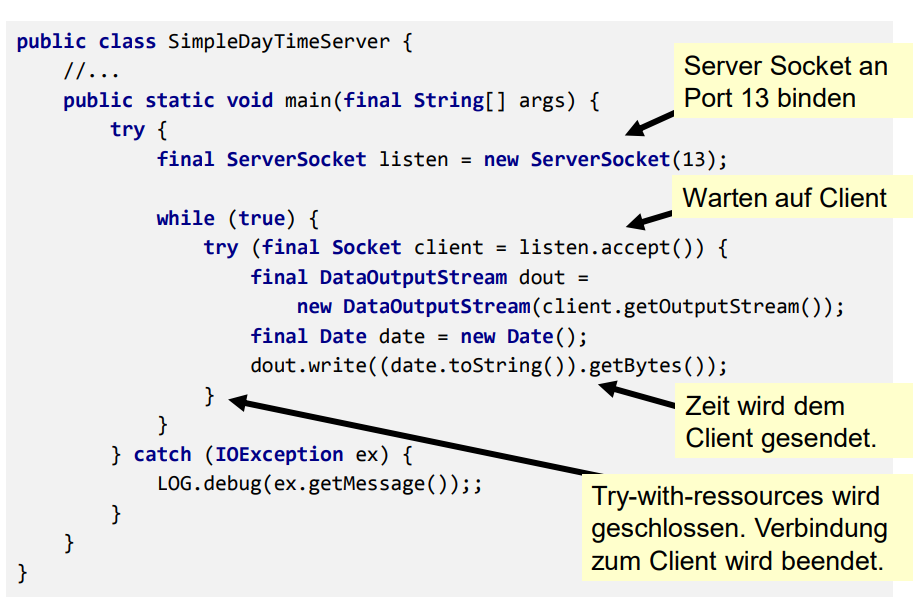 public class SimpleDayTimeServer {
//...
public static void main(final String[] args) {
try {
final ServerSocket listen = new ServerSocket(13);
while (true) {
try (final Socket client = listen.accept()) {
final DataOutputStream dout =
new DataOutputStream(client.getOutputStream());
final Date date = new Date();
dout.write((date.toString()).getBytes());
}
}
} catch (IOException ex) {
LOG.debug(ex.getMessage());;
}
}
}
Server Socket an
Port 13 binden
Warten auf Client
Zeit wird dem
Client gesendet.
Try-with-ressources wird
geschlossen. Verbindung
zum Client wird beendet.